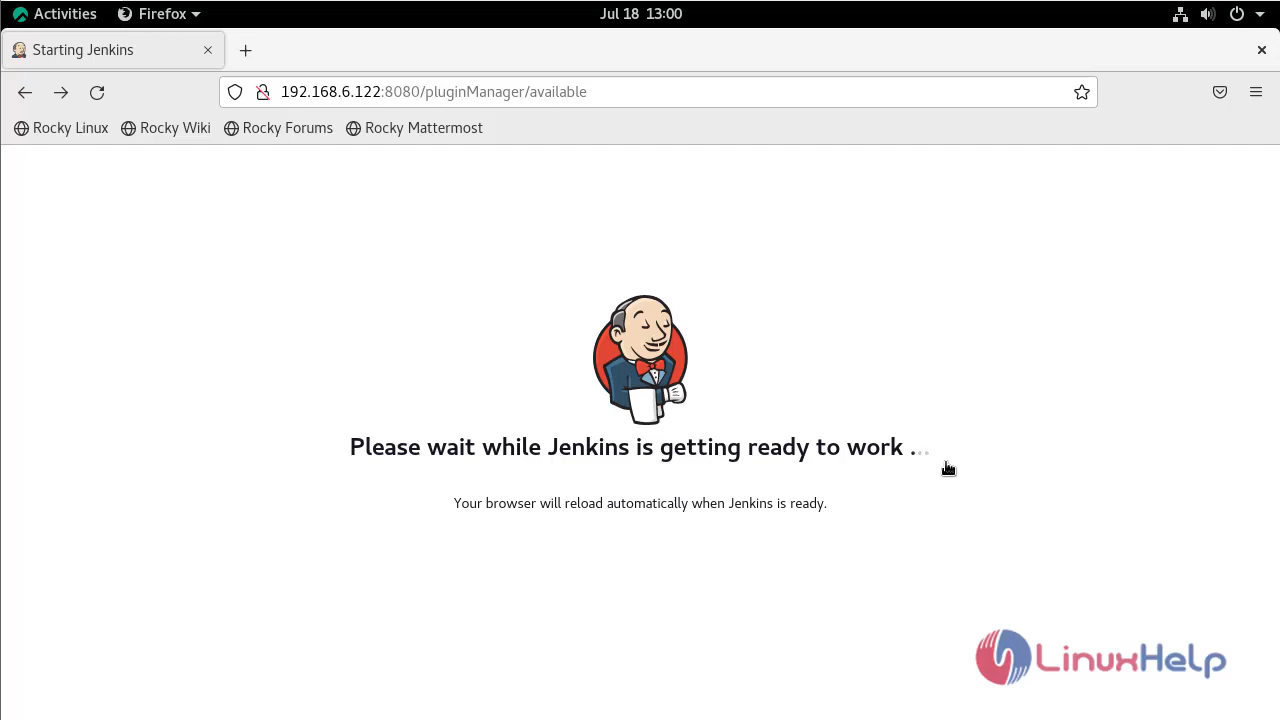 Activities Firefox Jul 18 13:00
Starting Jenkins
192.168.6.122:8080/pluginManager/available
Rocky Linux Rocky Wiki Rocky Forums Rocky Mattermost
Please wait while Jenkins is getting ready to work ...
Your browser will reload automatically when Jenkins is ready.
LinuxHelp